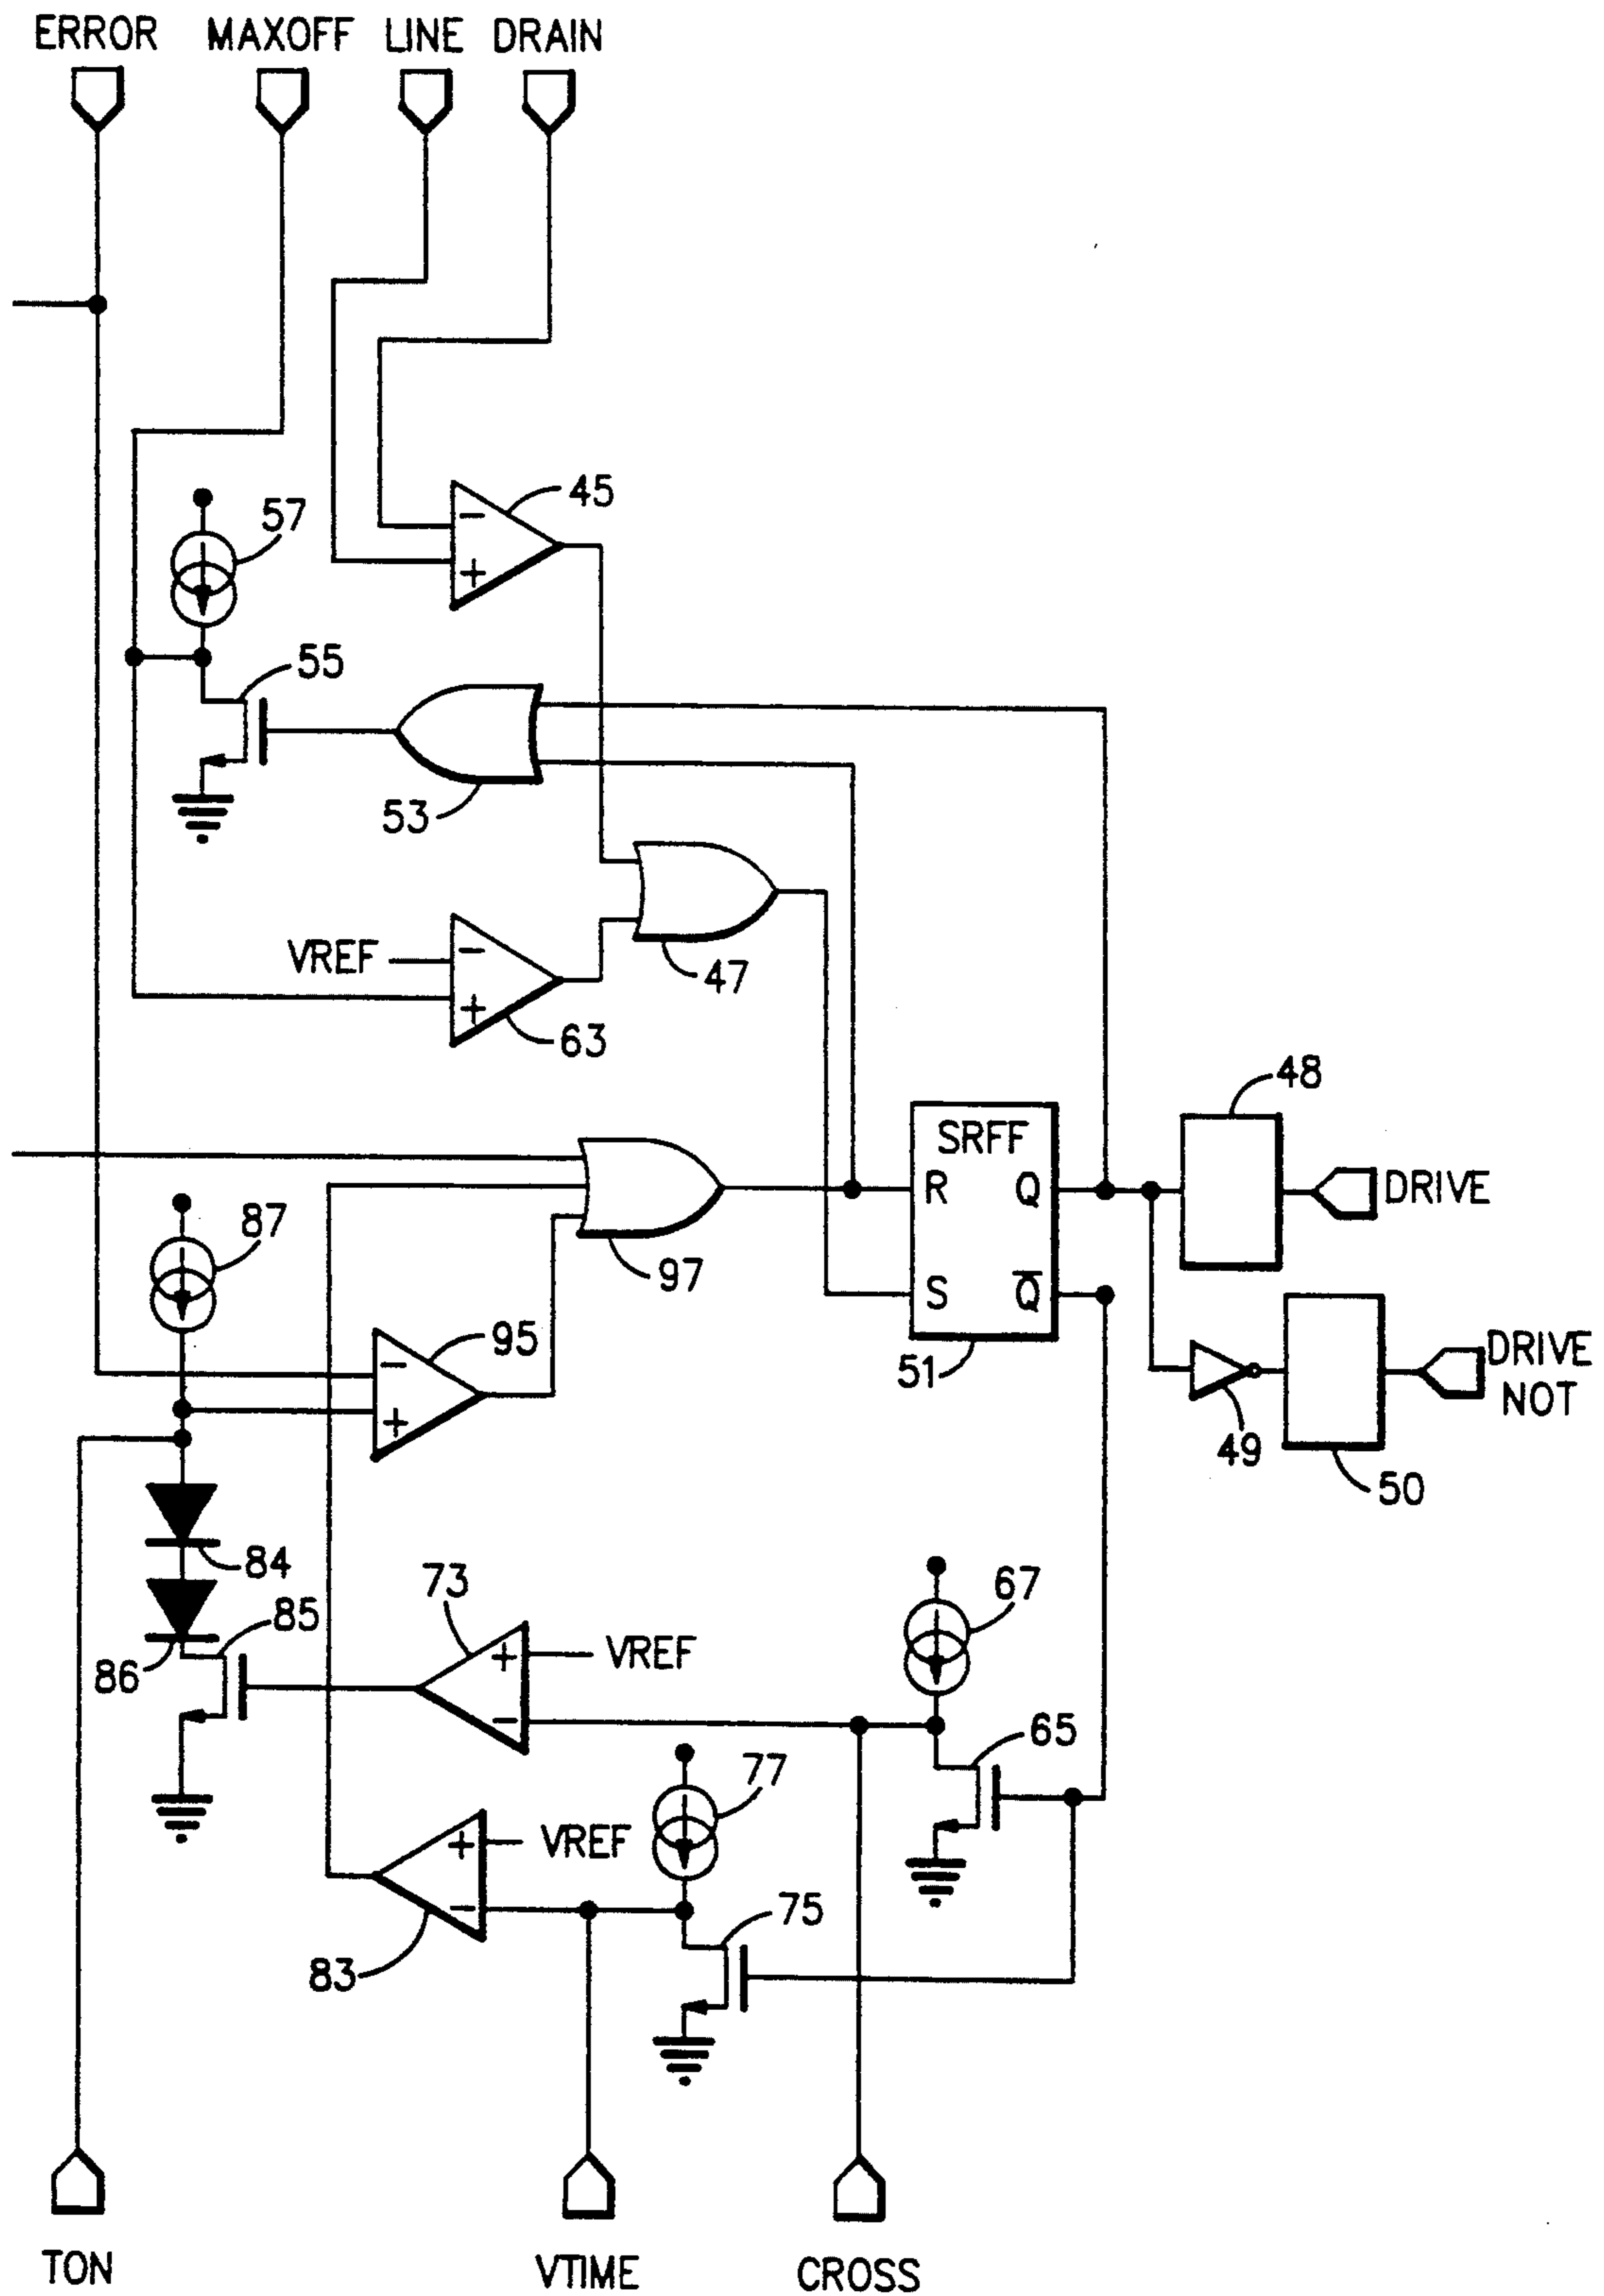 ERROR MAXOFF LINE DRAIN
45
57
−
+
55
53
VREF
−
47
+
63
48
SRFF
R Q
DRIVE
87
97
S Q̅
95
−
51
DRIVE
NOT
+
49
50
84
73
67
85
+ VREF
86
−
65
77
+ VREF
75
−
83
TON VTIME CROSS